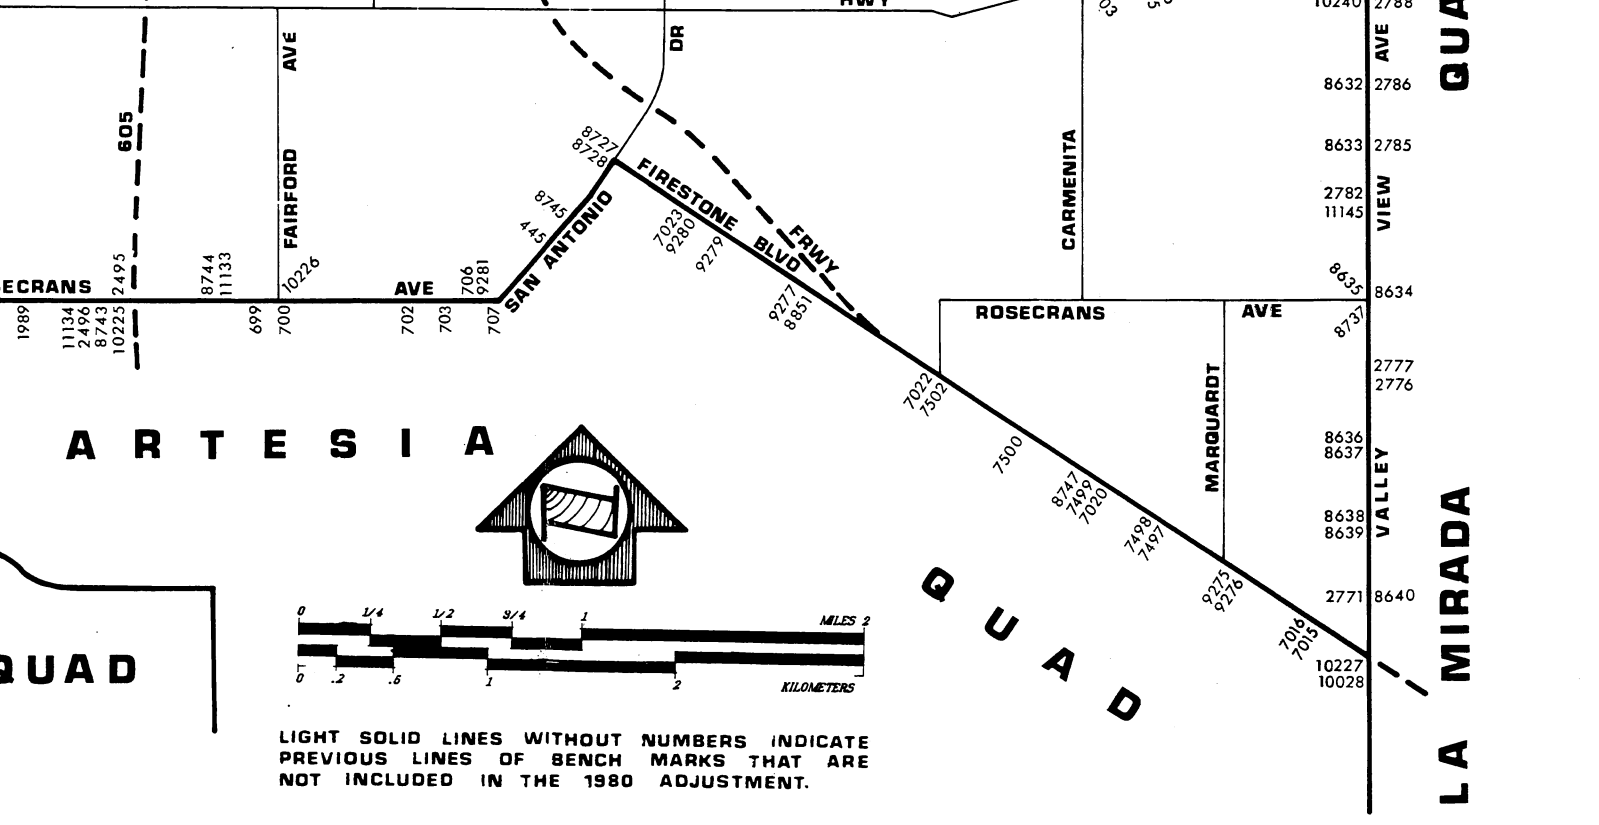 HWY
DR
03
5
10240 2788
AVE
QUA
605
FAIRFORD AVE
8632 2786
8633 2785
2782
11145
CARMENITA
VIEW
8727
8728
FIRESTONE BLVD
FRWY
SAN ANTONIO
8745
445
7023
9280
9279
9277
8851
8635
8634
8737
ECRANS AVE
2495
8744
11133
10226
706
9281
1989
11134
2496
8743
10225
699
700
702
703
707
ROSECRANS AVE
2777
2776
MARQUARDT
7022
7502
7500
8747
7499
7020
7498
7497
9275
9276
7016
7015
8636
8637
8638
8639
VALLEY
2771 8640
10227
10028
ARTESIA
QUAD
QUAD
LA MIRADA
0 1/4 1/2 3/4 1 MILES 2
0 .2 .6 1 2 KILOMETERS
LIGHT SOLID LINES WITHOUT NUMBERS INDICATE
PREVIOUS LINES OF BENCH MARKS THAT ARE
NOT INCLUDED IN THE 1980 ADJUSTMENT.